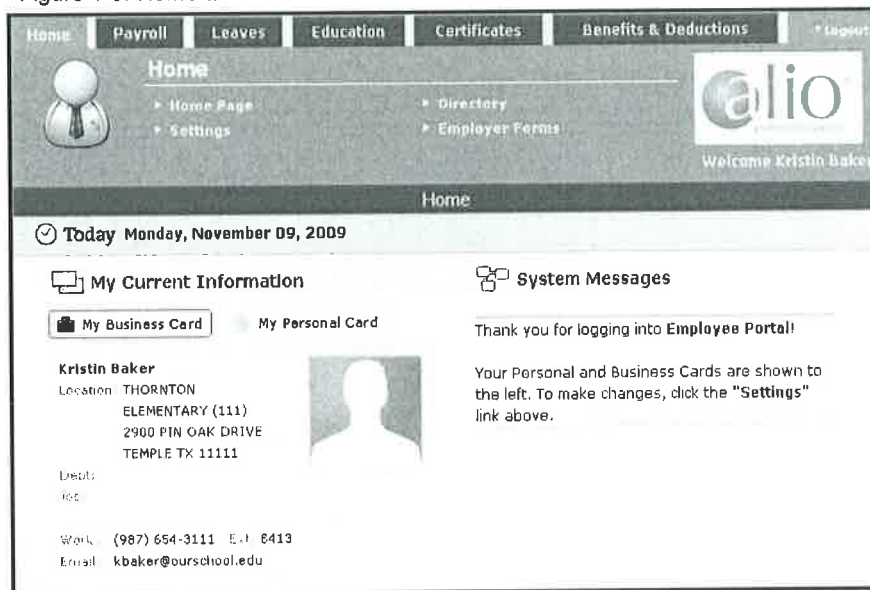 Home Payroll Leaves Education Certificates Benefits & Deductions Logout
Home
Home Page
Directory
Settings
Employer Forms
alio
Welcome Kristin Baker
Home
Today Monday, November 09, 2009
My Current Information
My Business Card My Personal Card
Kristin Baker
Location: THORNTON
ELEMENTARY (111)
2900 PIN OAK DRIVE
TEMPLE TX 11111
Dept:
Job:
Work: (987) 654-3111 Ext: 6413
Email: kbaker@ourschool.edu
System Messages
Thank you for logging into Employee Portal!
Your Personal and Business Cards are shown to
the left. To make changes, click the "Settings"
link above.